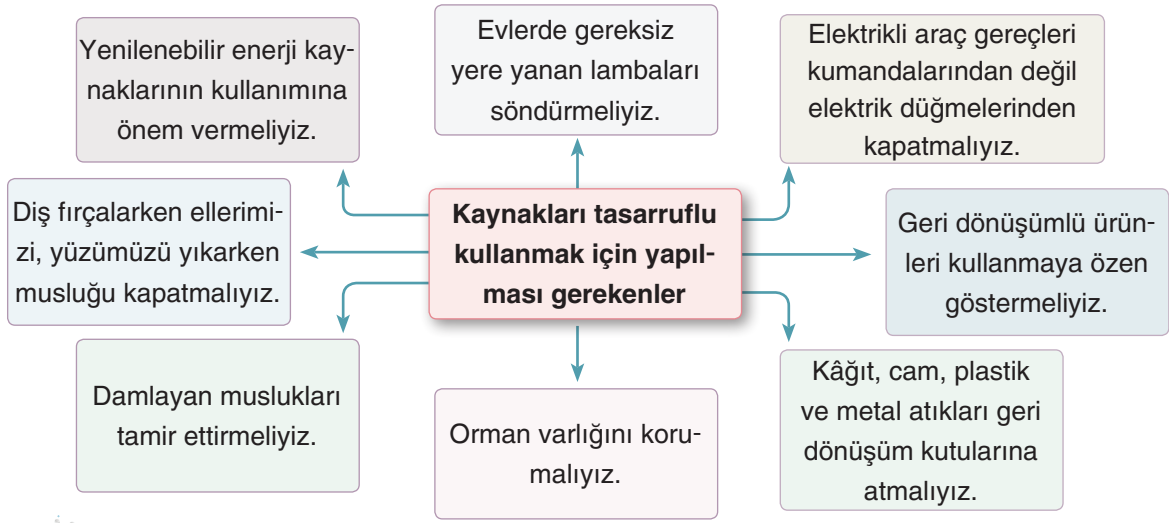 Yenilenebilir enerji kay-
naklarının kullanımına
önem vermeliyiz.
Evlerde gereksiz
yere yanan lambaları
söndürmeliyiz.
Elektrikli araç gereçleri
kumandalarından değil
elektrik düğmelerinden
kapatmalıyız.
Diş fırçalarken ellerimi-
zi, yüzümüzü yıkarken
musluğu kapatmalıyız.
Kaynakları tasarruflu
kullanmak için yapıl-
ması gerekenler
Geri dönüşümlü ürün-
leri kullanmaya özen
göstermeliyiz.
Damlayan muslukları
tamir ettirmeliyiz.
Orman varlığını koru-
malıyız.
Kâğıt, cam, plastik
ve metal atıkları geri
dönüşüm kutularına
atmalıyız.